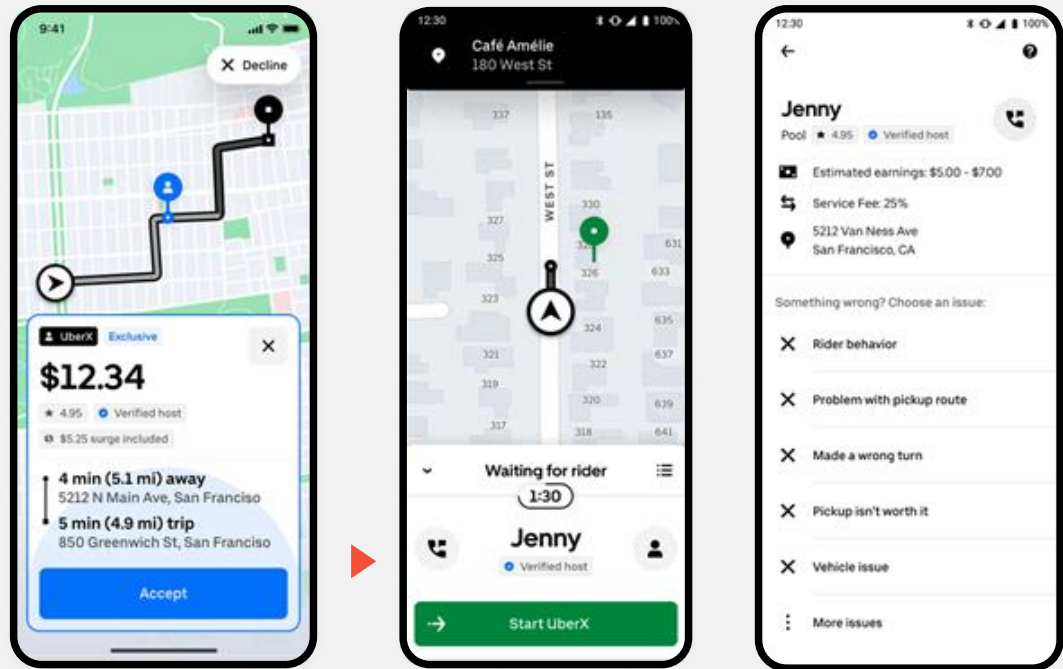 9:41
Decline
UberX Exclusive
$12.34
4.95 Verified host
$5.25 surge included
4 min (5.1 mi) away
5212 N Main Ave, San Franciso
5 min (4.9 mi) trip
850 Greenwich St, San Franciso
Accept
12:30 100%
Café Amélie
180 West St
337 135
WEST ST
330
327
631
325
326 633
323
324 635
321
322 637
319
320 639
317 318 641
Waiting for rider
1:30
Jenny
Verified host
Start UberX
12:30 100%
Jenny
Pool 4.95 Verified host
Estimated earnings: $5.00 - $7.00
Service Fee: 25%
5212 Van Ness Ave
San Francisco, CA
Something wrong? Choose an issue:
Rider behavior
Problem with pickup route
Made a wrong turn
Pickup isn't worth it
Vehicle issue
More issues